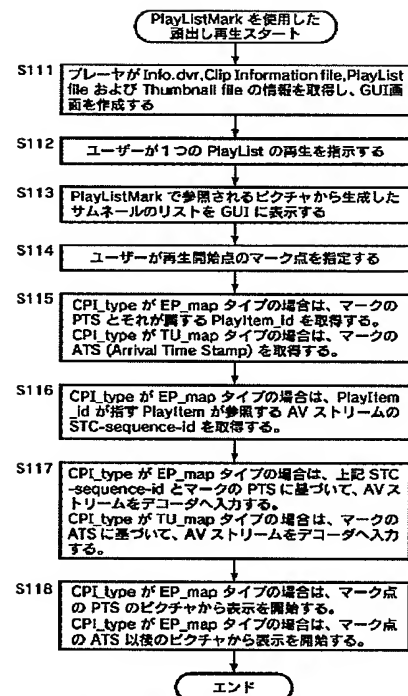 PlayListMark を使用した
頭出し再生スタート
S111
プレーヤが Info.dvr,Clip Information file,PlayList
file および Thumbnail file の情報を取得し、GUI画
面を作成する
S112
ユーザーが1つの PlayList の再生を指示する
S113
PlayListMark で参照されるピクチャから生成した
サムネールのリストを GUI に表示する
S114
ユーザーが再生開始点のマーク点を指定する
S115
CPI_type が EP_map タイプの場合は、マークの
PTS とそれが属する PlayItem_id を取得する。
CPI_type が TU_map タイプの場合は、マークの
ATS (Arrival Time Stamp) を取得する。
S116
CPI_type が EP_map タイプの場合は、PlayItem
_id が指す PlayItem が参照する AV ストリームの
STC-sequence-id を取得する。
S117
CPI_type が EP_map タイプの場合は、上記 STC
-sequence-id とマークの PTS に基づいて、AV ス
トリームをデコーダへ入力する。
CPI_type が TU_map タイプの場合は、マークの
ATS に基づいて、AV ストリームをデコーダへ入力
する。
S118
CPI_type が EP_map タイプの場合は、マーク点
の PTS のピクチャから表示を開始する。
CPI_type が EP_map タイプの場合は、マーク点
の ATS 以後のピクチャから表示を開始する。
エンド